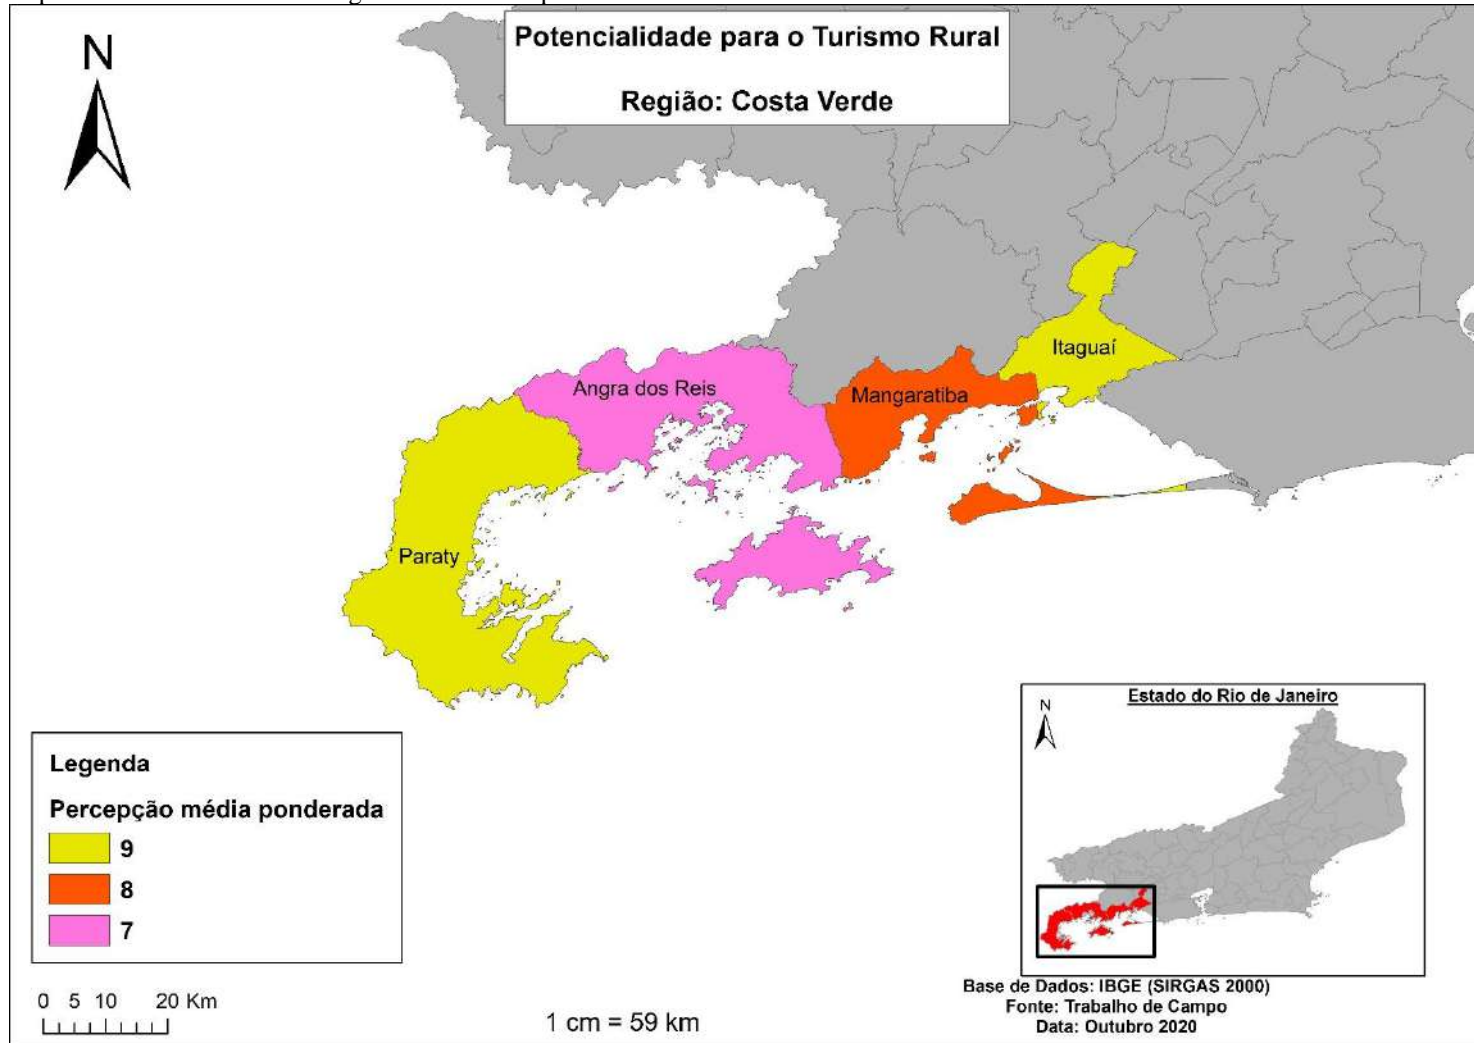 Potencialidade para o Turismo Rural
Região: Costa Verde
N
Itaguaí
Angra dos Reis
Mangaratiba
Paraty
Legenda
Percepção média ponderada
9
8
7
0 5 10 20 Km
1 cm = 59 km
Estado do Rio de Janeiro
N
Base de Dados: IBGE (SIRGAS 2000)
Fonte: Trabalho de Campo
Data: Outubro 2020